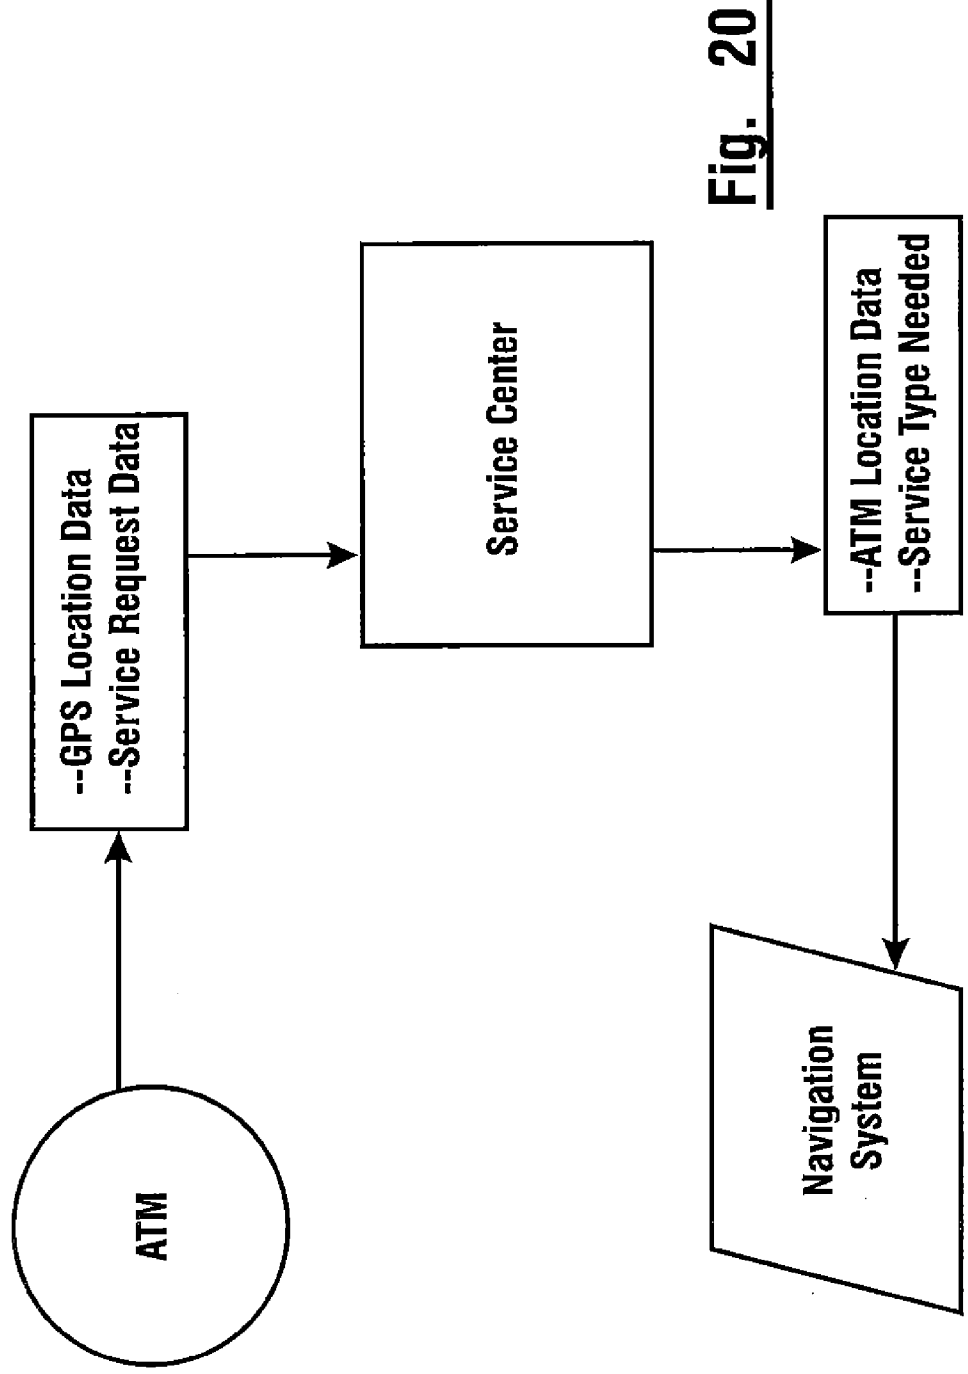 ATM
--GPS Location Data
--Service Request Data
Service Center
--ATM Location Data
--Service Type Needed
Navigation
System
Fig. 20